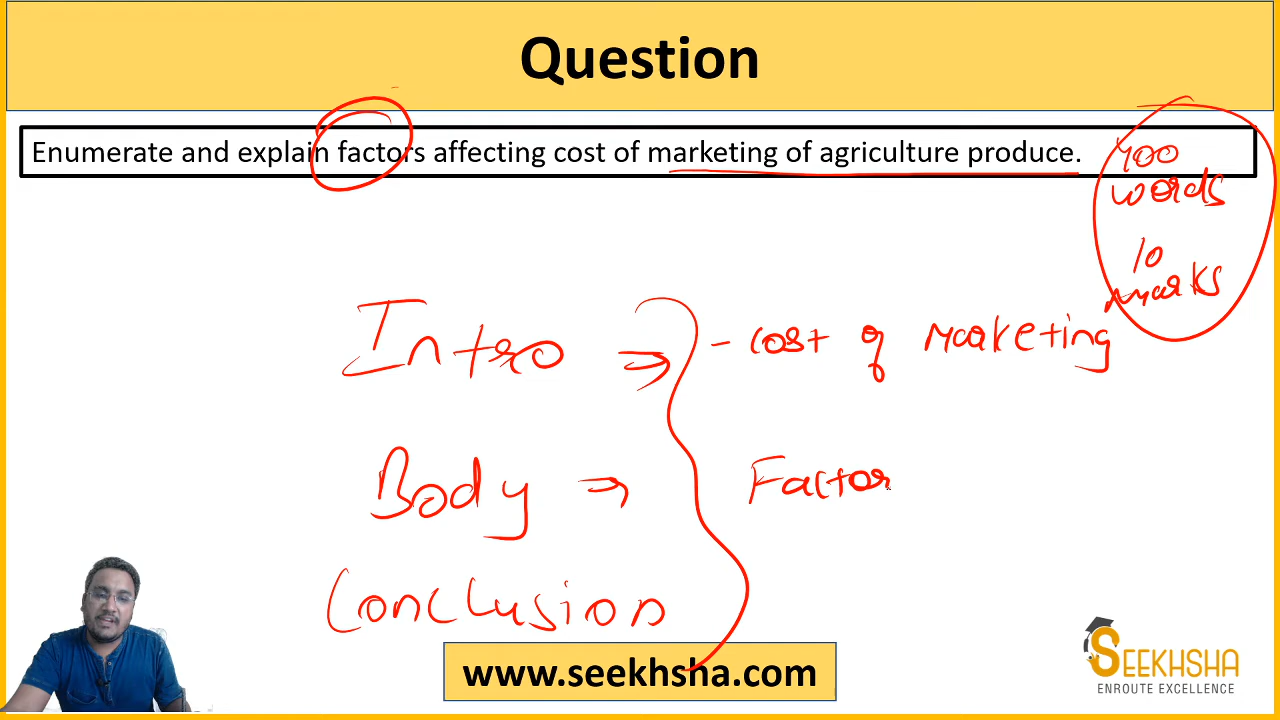 Question
Enumerate and explain factors affecting cost of marketing of agriculture produce.
400
words
10
marks
Intro → - cost of Marketing
Body → Factor
Conclusion
www.seekhsha.com
SEEKHSHA
ENROUTE EXCELLENCE